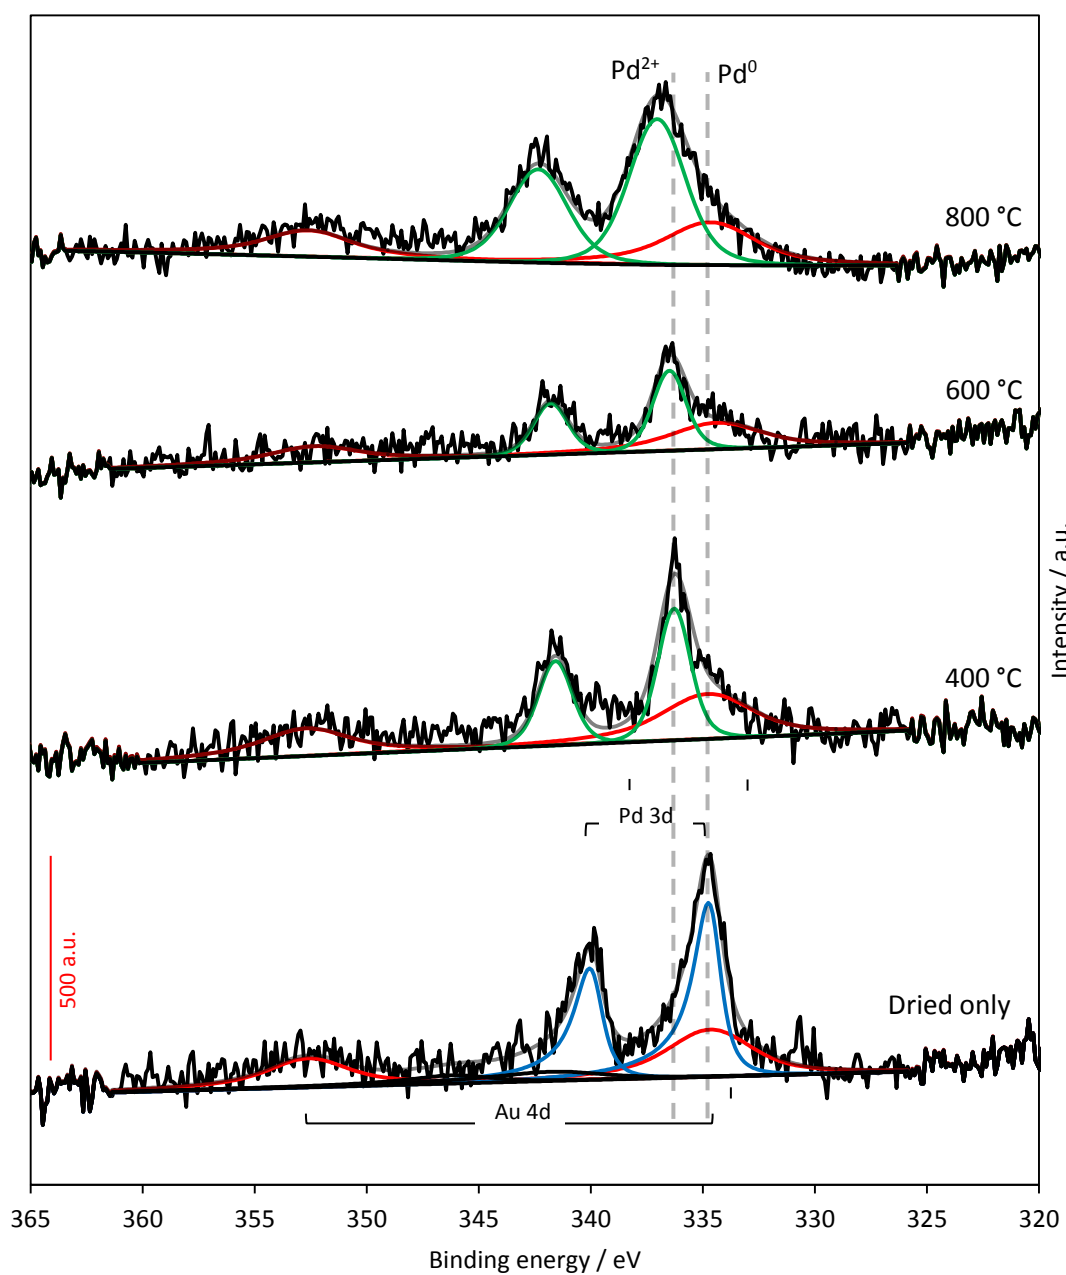 Pd²⁺ Pd⁰
800 °C
600 °C
Intensity / a.u.
400 °C
Pd 3d
500 a.u.
Dried only
Au 4d
365 360 355 350 345 340 335 330 325 320
Binding energy / eV